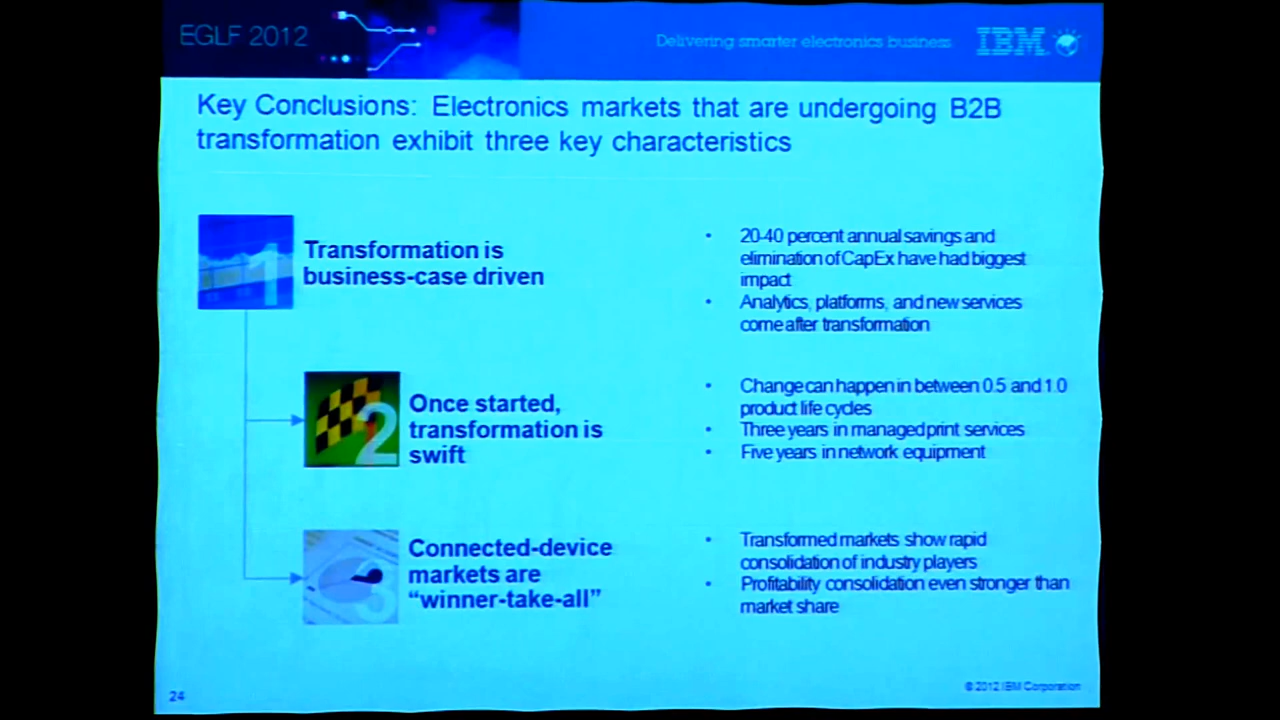 EGLF 2012
Delivering smarter electronics business
IBM
Key Conclusions: Electronics markets that are undergoing B2B
transformation exhibit three key characteristics
1
Transformation is
business-case driven
• 20-40 percent annual savings and
elimination of CapEx have had biggest
impact
• Analytics, platforms, and new services
come after transformation
2
Once started,
transformation is
swift
• Change can happen in between 0.5 and 1.0
product life cycles
• Three years in managed print services
• Five years in network equipment
3
Connected-device
markets are
“winner-take-all”
• Transformed markets show rapid
consolidation of industry players
• Profitability consolidation even stronger than
market share
24
© 2012 IBM Corporation